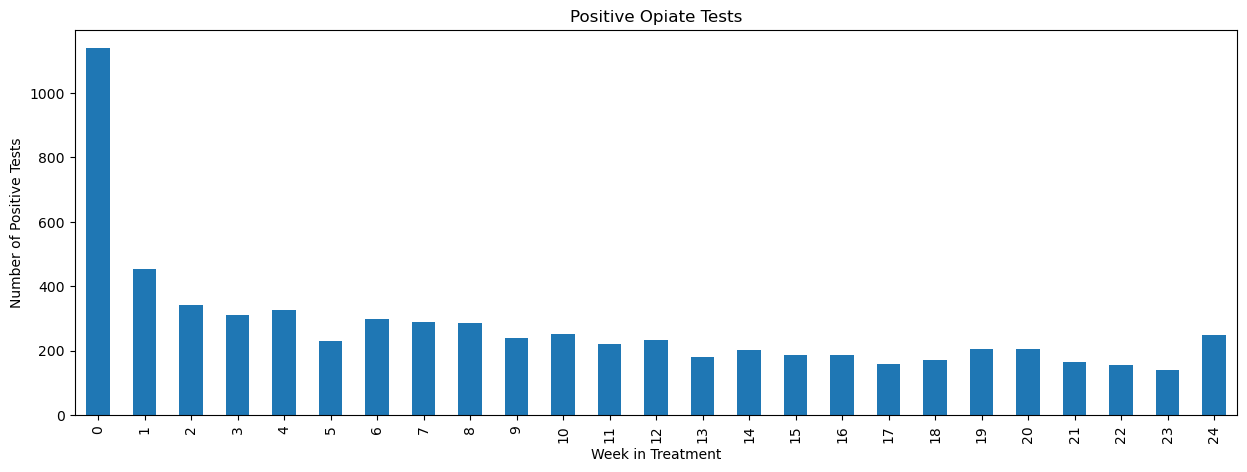 Positive Opiate Tests
Number of Positive Tests
1000
800
600
400
200
0
0 1 2 3 4 5 6 7 8 9 10 11 12 13 14 15 16 17 18 19 20 21 22 23 24
Week in Treatment